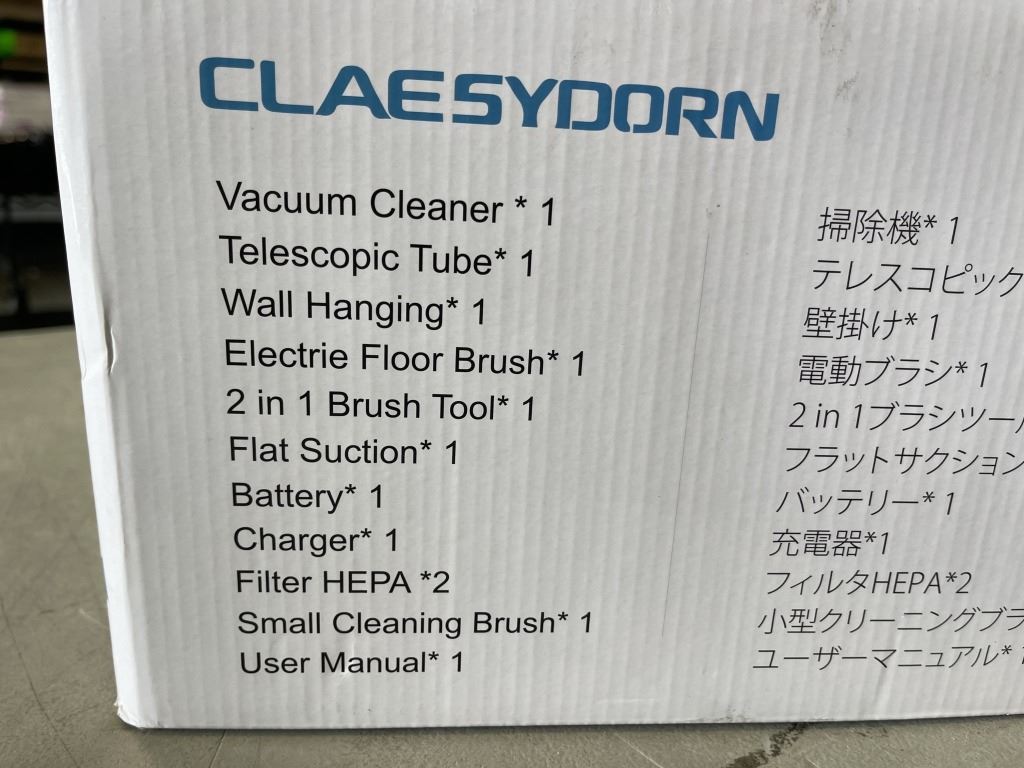 CLAESYDORN
Vacuum Cleaner * 1
Telescopic Tube* 1
Wall Hanging* 1
Electrie Floor Brush* 1
2 in 1 Brush Tool* 1
Flat Suction* 1
Battery* 1
Charger* 1
Filter HEPA *2
Small Cleaning Brush* 1
User Manual* 1
掃除機* 1
テレスコピック
壁掛け* 1
電動ブラシ* 1
2 in 1ブラシツール
フラットサクション
バッテリー* 1
充電器*1
フィルタHEPA*2
小型クリーニングブラ
ユーザーマニュアル* 1